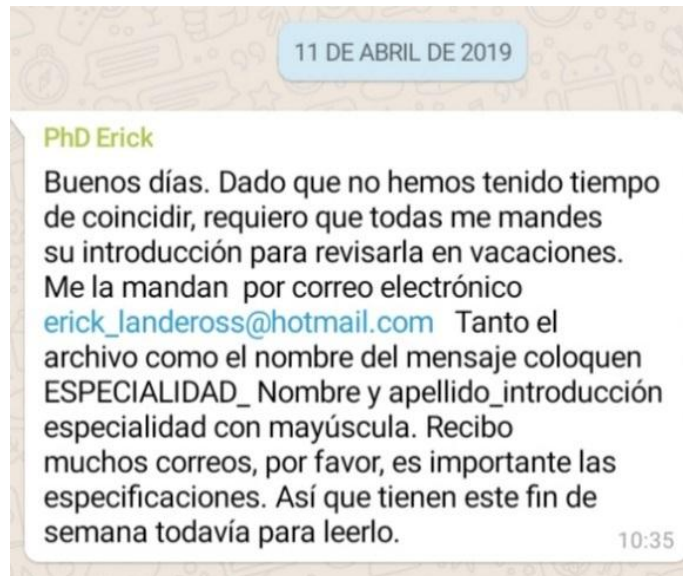 11 DE ABRIL DE 2019
PhD Erick
Buenos días. Dado que no hemos tenido tiempo
de coincidir, requiero que todas me mandes
su introducción para revisarla en vacaciones.
Me la mandan por correo electrónico
erick_landeross@hotmail.com Tanto el
archivo como el nombre del mensaje coloquen
ESPECIALIDAD_ Nombre y apellido_introducción
especialidad con mayúscula. Recibo
muchos correos, por favor, es importante las
especificaciones. Así que tienen este fin de
semana todavía para leerlo.
10:35